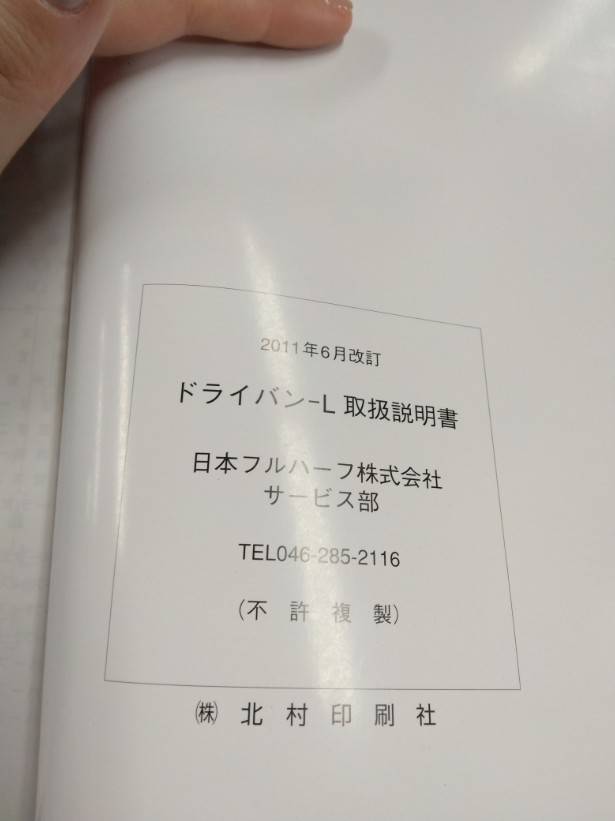 2011年6月改訂
ドライバン-L 取扱説明書
日本フルハーフ株式会社
サービス部
TEL046-285-2116
(不許複製)
㈱ 北村印刷社